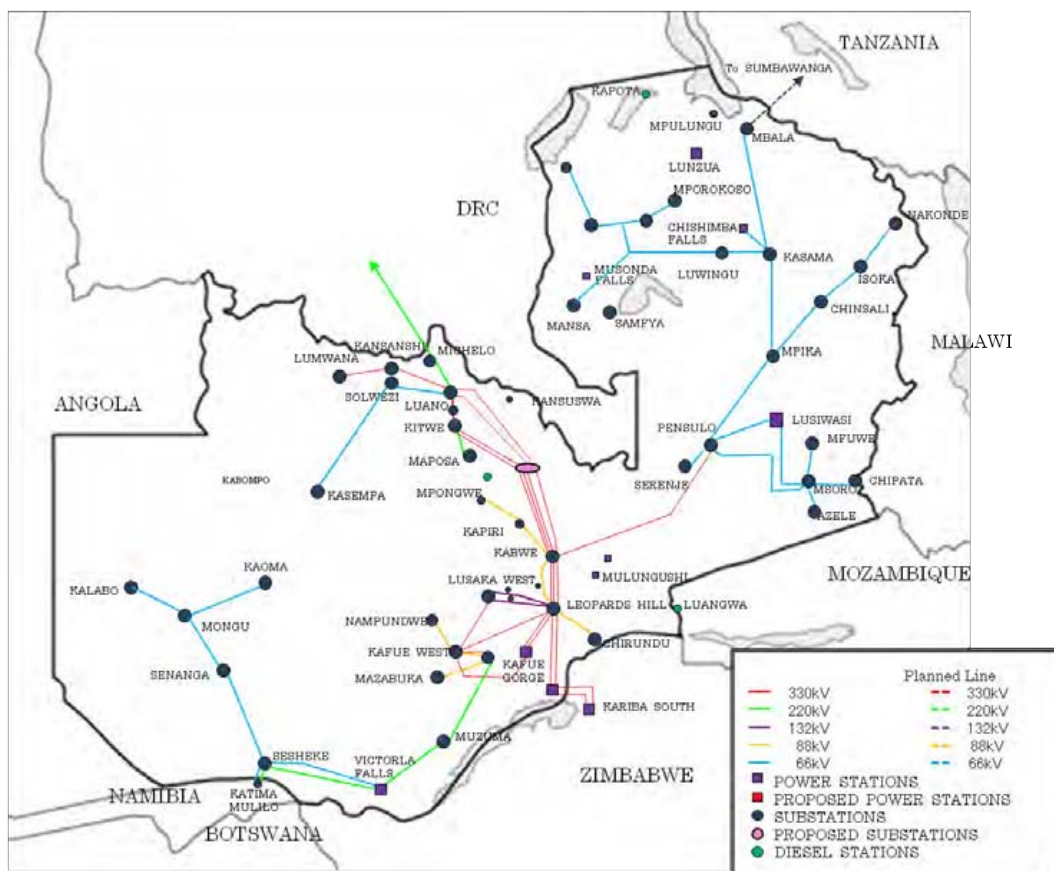 TANZANIA
To SUMBAWANGA
KAPOTA
MPULUNGU
MBALA
LUNZUA
DRC
MPOROKOSO
NAKONDE
CHISHIMBA
FALLS
KASAMA
MUSONDA
FALLS
LUWINGU
ISOKA
MANSA
SAMFYA
CHINSALI
MALAWI
KANSANSHI
MICHELO
LUMWANA
MPIKA
SOLWEZI
ANGOLA
LUANO
KANSUSWA
KITWE
PENSULO
LUSIWASI
MFUWE
MAPOSA
KABOMPO
KASEMPA
MPONGWE
SERENJE
MSORO
CHIPATA
AZELE
KAPIRI
KABWE
KALABO
KAOMA
LUSAKA WEST
MULUNGUSHI
MOZAMBIQUE
LEOPARDS HILL
LUANGWA
MONGU
NAMPUNDWE
CHIRUNDU
KAFUE WEST
KAFUE
GORGE
SENANGA
MAZABUKA
KARIBA SOUTH
MUZUMA
SESHEKE
VICTORIA
FALLS
ZIMBABWE
NAMIBIA
KATIMA
MULILO
BOTSWANA
Planned Line
330kV 330kV
220kV 220kV
132kV 132kV
88kV 88kV
66kV 66kV
POWER STATIONS
PROPOSED POWER STATIONS
SUBSTATIONS
PROPOSED SUBSTATIONS
DIESEL STATIONS